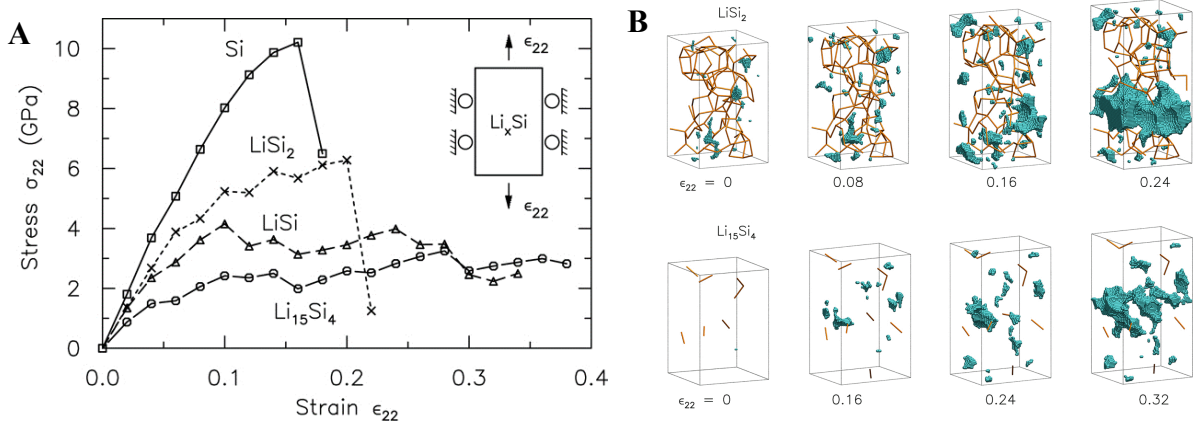 A
Stress σ22 (GPa)
10
8
6
4
2
0
0.0
0.1
0.2
0.3
0.4
Strain ϵ22
Si
LiSi2
LiSi
Li15Si4
ϵ22
LixSi
ϵ22
B
LiSi2
ϵ22 = 0
0.08
0.16
0.24
Li15Si4
ϵ22 = 0
0.16
0.24
0.32